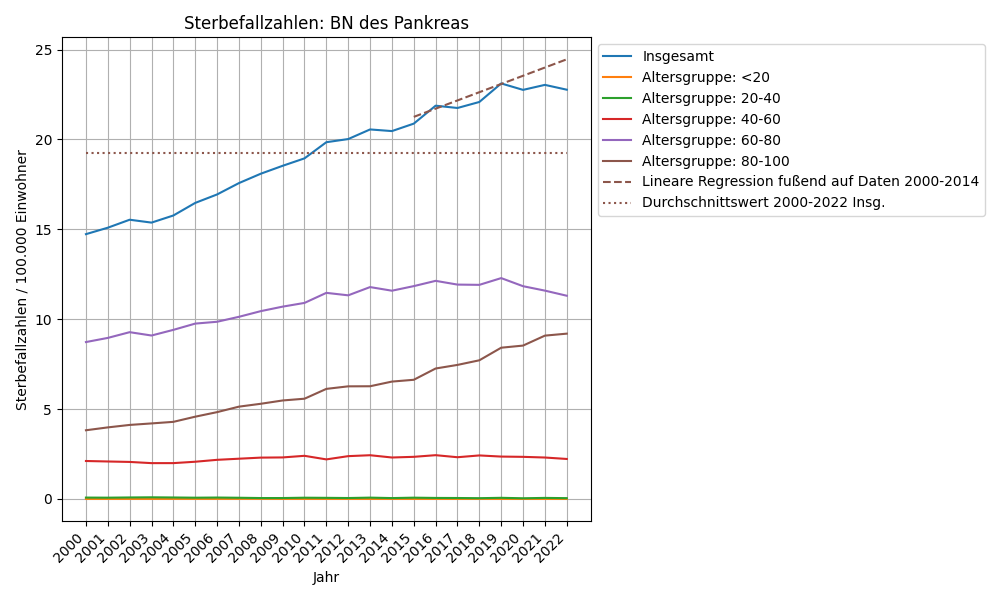 Sterbefallzahlen: BN des Pankreas
Sterbefallzahlen / 100.000 Einwohner
25
20
15
10
5
0
2000
2001
2002
2003
2004
2005
2006
2007
2008
2009
2010
2011
2012
2013
2014
2015
2016
2017
2018
2019
2020
2021
2022
Jahr
Insgesamt
Altersgruppe: <20
Altersgruppe: 20-40
Altersgruppe: 40-60
Altersgruppe: 60-80
Altersgruppe: 80-100
Lineare Regression fußend auf Daten 2000-2014
Durchschnittswert 2000-2022 Insg.